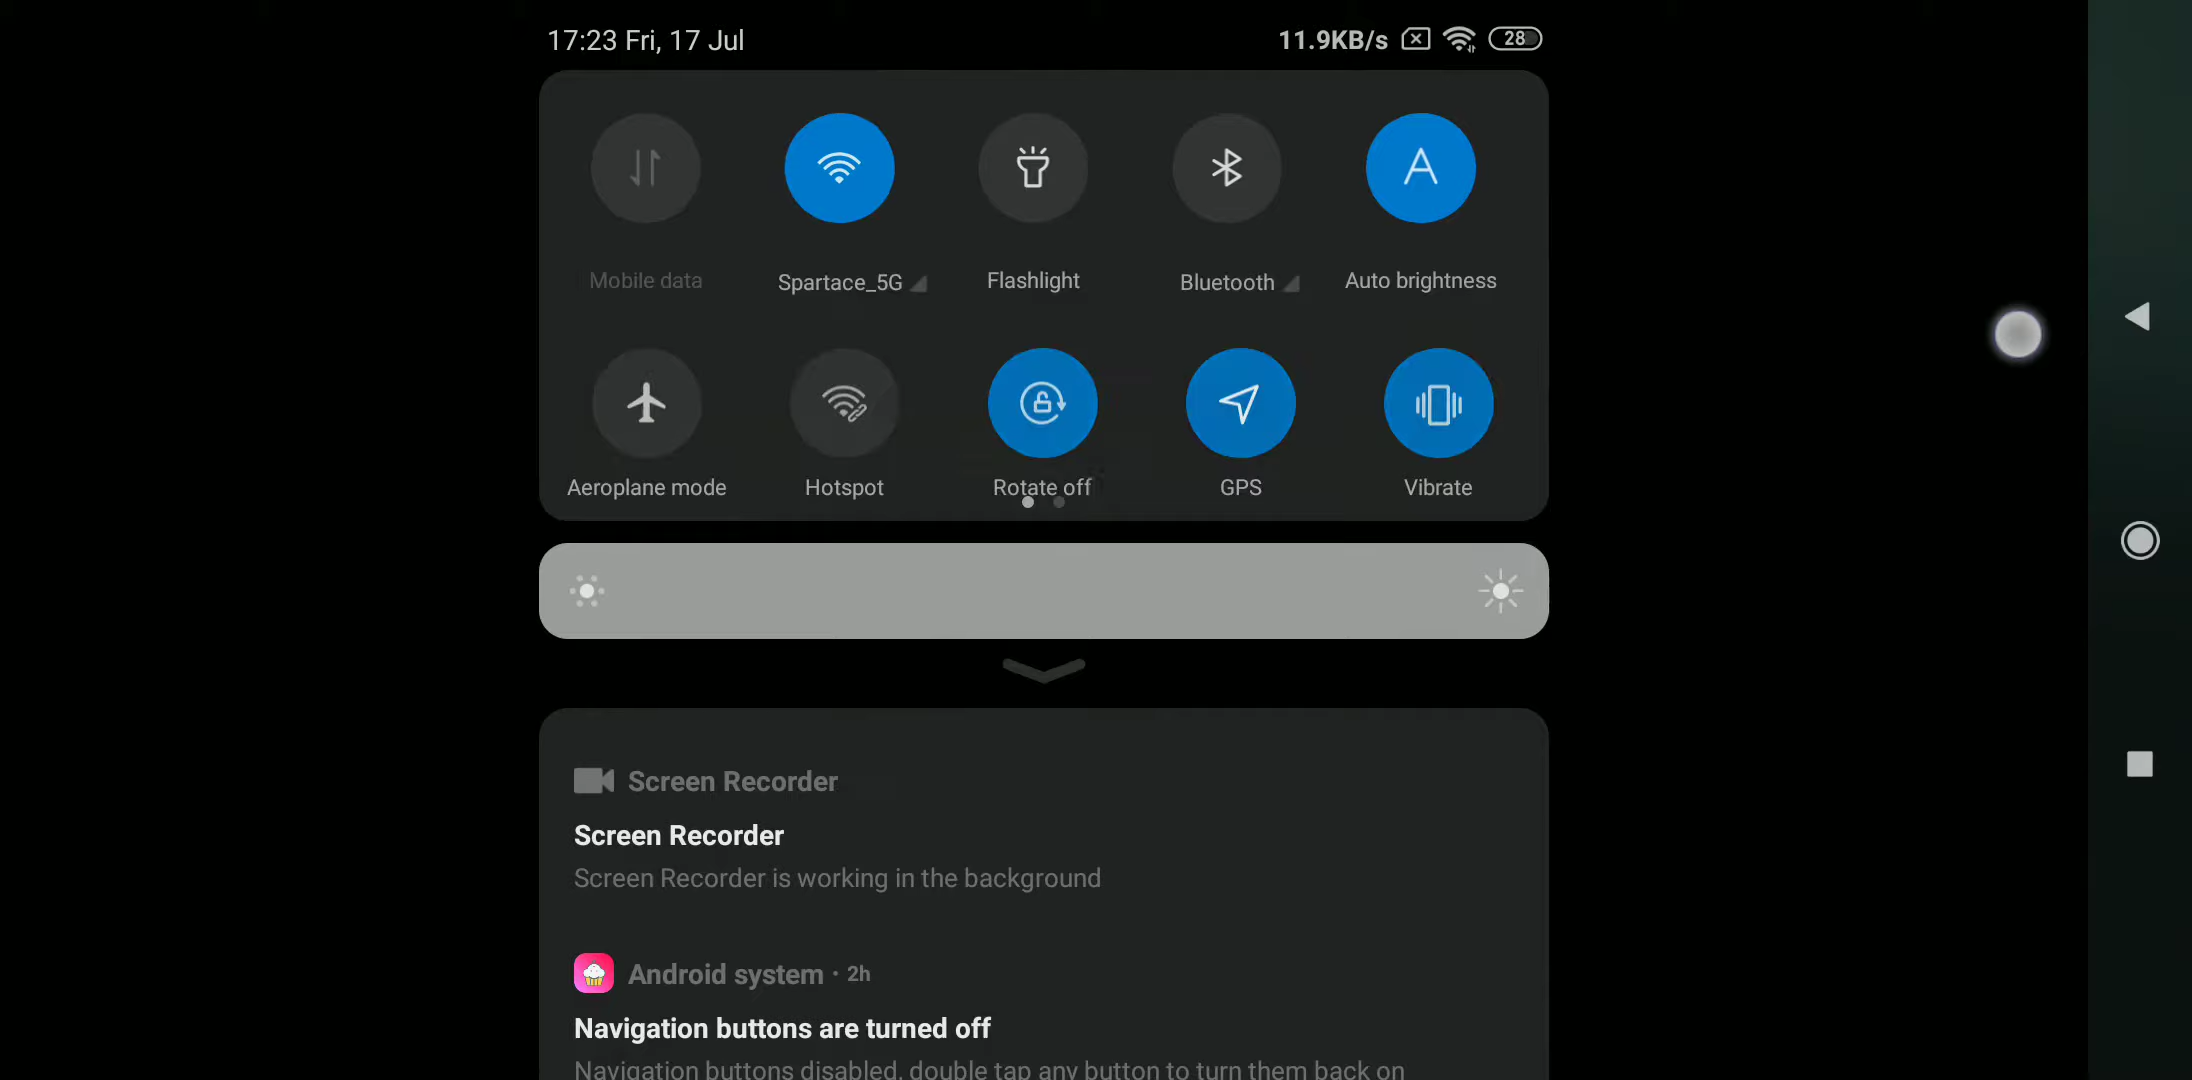 17:23 Fri, 17 Jul
11.9KB/s 28
Mobile data Spartace_5G Flashlight Bluetooth Auto brightness
Aeroplane mode Hotspot Rotate off GPS Vibrate
Screen Recorder
Screen Recorder
Screen Recorder is working in the background
Android system · 2h
Navigation buttons are turned off
Navigation buttons disabled, double tap any button to turn them back on